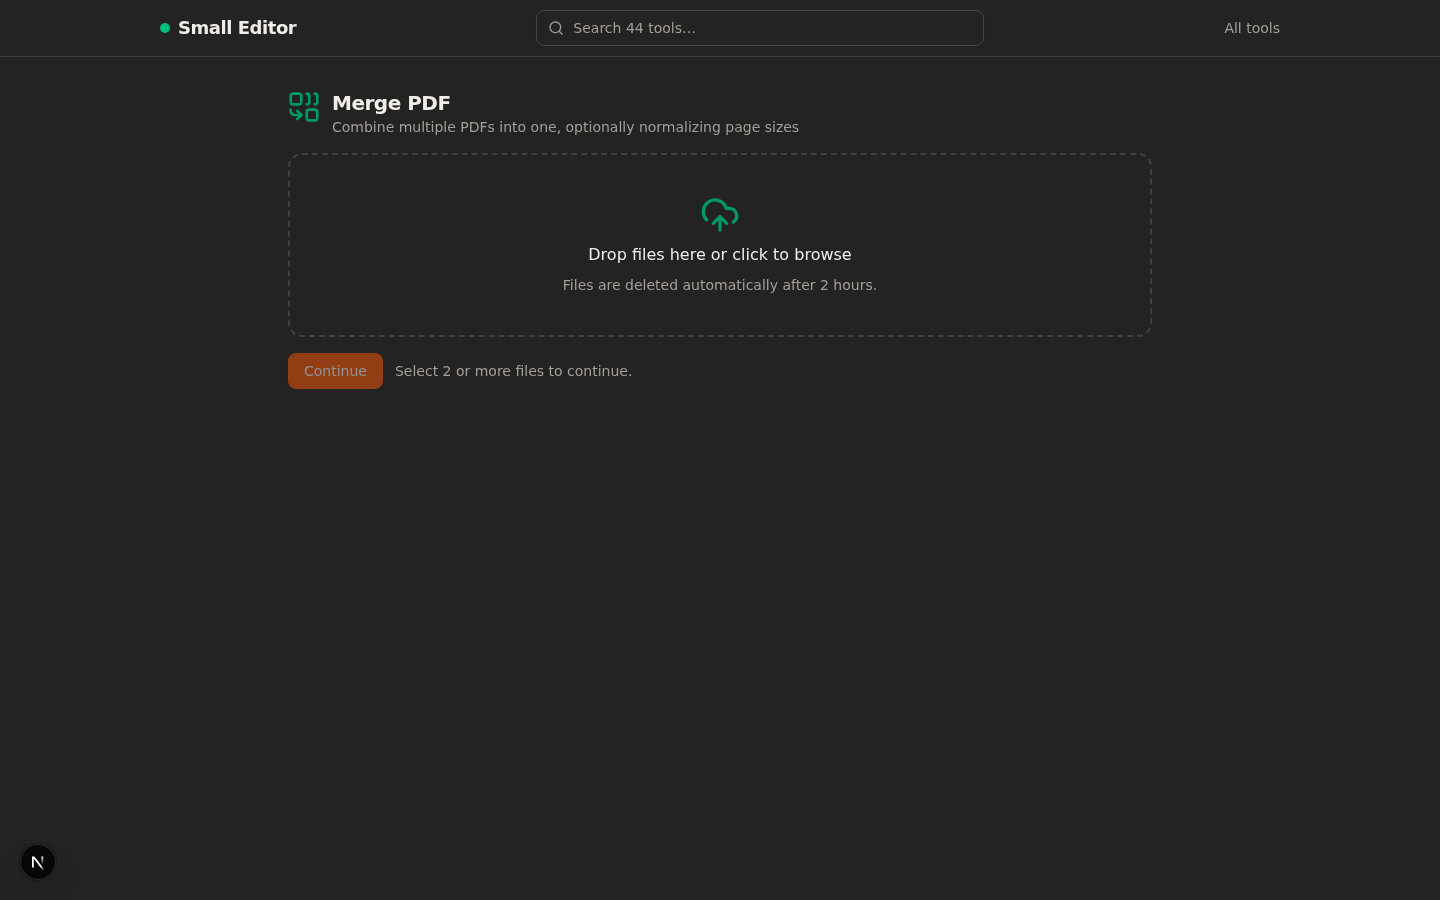 Small Editor
Search 44 tools...
All tools
Merge PDF
Combine multiple PDFs into one, optionally normalizing page sizes
Drop files here or click to browse
Files are deleted automatically after 2 hours.
Continue
Select 2 or more files to continue.
N